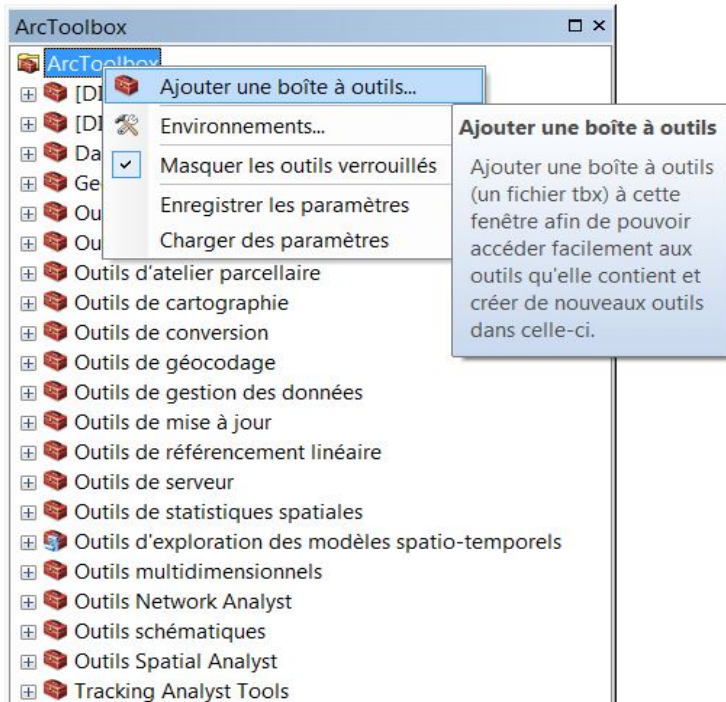 ArcToolbox
ArcToolbox
Ajouter une boîte à outils...
Environnements...
Masquer les outils verrouillés
Enregistrer les paramètres
Charger des paramètres
Ajouter une boîte à outils
Ajouter une boîte à outils
(un fichier tbx) à cette
fenêtre afin de pouvoir
accéder facilement aux
outils qu'elle contient et
créer de nouveaux outils
dans celle-ci.
Outils d'atelier parcellaire
Outils de cartographie
Outils de conversion
Outils de géocodage
Outils de gestion des données
Outils de mise à jour
Outils de référencement linéaire
Outils de serveur
Outils de statistiques spatiales
Outils d'exploration des modèles spatio-temporels
Outils multidimensionnels
Outils Network Analyst
Outils schématiques
Outils Spatial Analyst
Tracking Analyst Tools